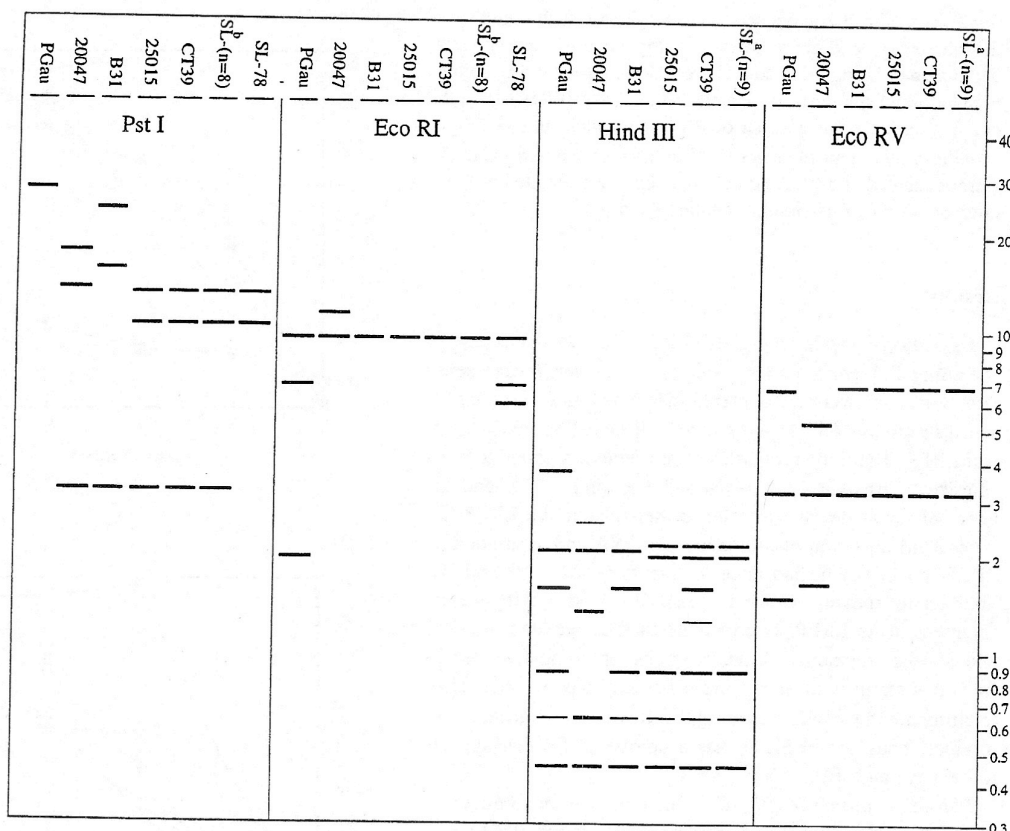 PGau 20047 B31 25015 CT39 SL-(n=8)b SL-78
Pst I
PGau 20047 B31 25015 CT39 SL-(n=8)b SL-78
Eco RI
PGau 20047 B31 25015 CT39 SL-(n=9)a
Hind III
PGau 20047 B31 25015 CT39 SL-(n=9)a
Eco RV
40
30
20
10
9
8
7
6
5
4
3
2
1
0.9
0.8
0.7
0.6
0.5
0.4
0.3